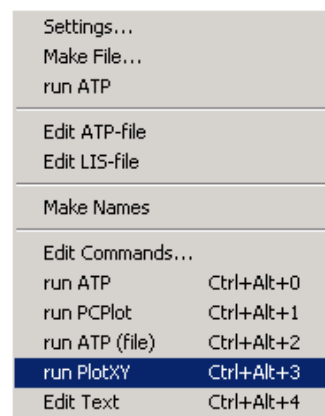 Settings...
Make File...
run ATP
Edit ATP-file
Edit LIS-file
Make Names
Edit Commands...
run ATP Ctrl+Alt+0
run PCPlot Ctrl+Alt+1
run ATP (file) Ctrl+Alt+2
run PlotXY Ctrl+Alt+3
Edit Text Ctrl+Alt+4